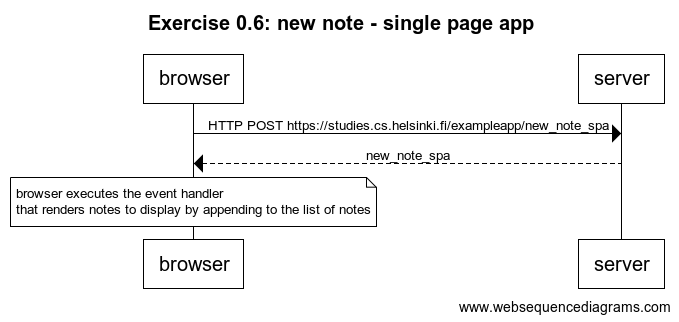 Exercise 0.6: new note - single page app
browser
server
HTTP POST https://studies.cs.helsinki.fi/exampleapp/new_note_spa
new_note_spa
browser executes the event handler
that renders notes to display by appending to the list of notes
browser
server
www.websequencediagrams.com